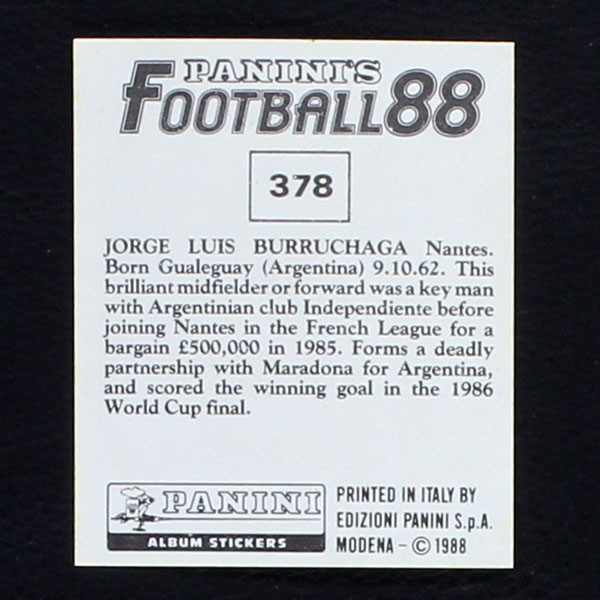 PANINI'S
FOOTBALL 88
378
JORGE LUIS BURRUCHAGA Nantes.
Born Gualeguay (Argentina) 9.10.62. This
brilliant midfielder or forward was a key man
with Argentinian club Independiente before
joining Nantes in the French League for a
bargain £500,000 in 1985. Forms a deadly
partnership with Maradona for Argentina,
and scored the winning goal in the 1986
World Cup final.
PANINI
ALBUM STICKERS
PRINTED IN ITALY BY
EDIZIONI PANINI S.p.A.
MODENA - © 1988